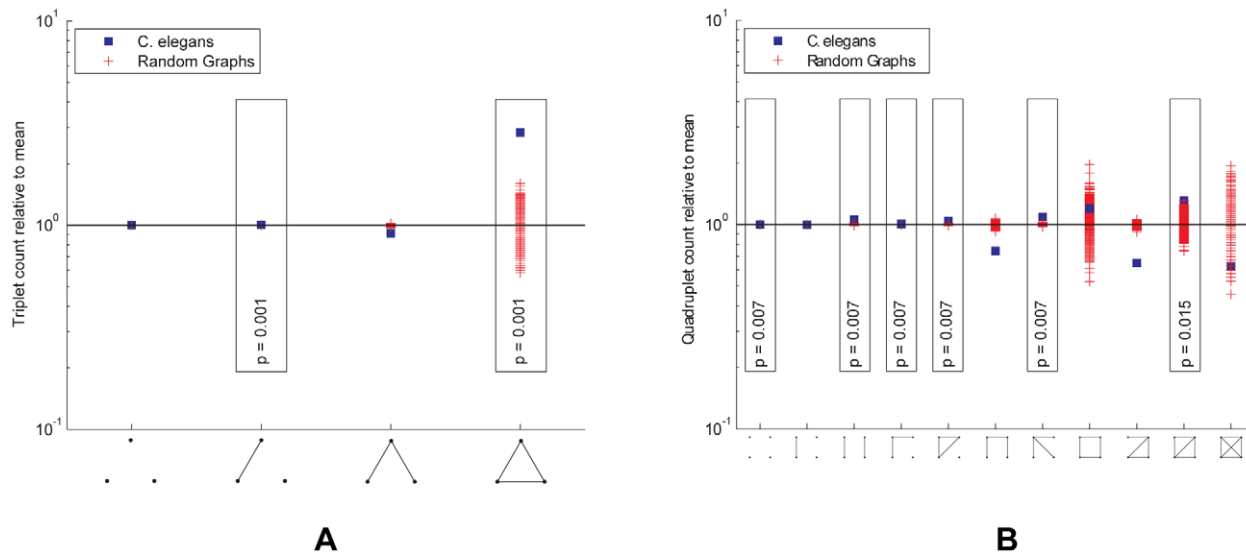 10^1
C. elegans
Random Graphs
Triplet count relative to mean
10^0
p = 0.001
p = 0.001
10^-1
A
10^1
C. elegans
Random Graphs
Quadruplet count relative to mean
10^0
p = 0.007
p = 0.007
p = 0.007
p = 0.007
p = 0.007
p = 0.015
10^-1
B